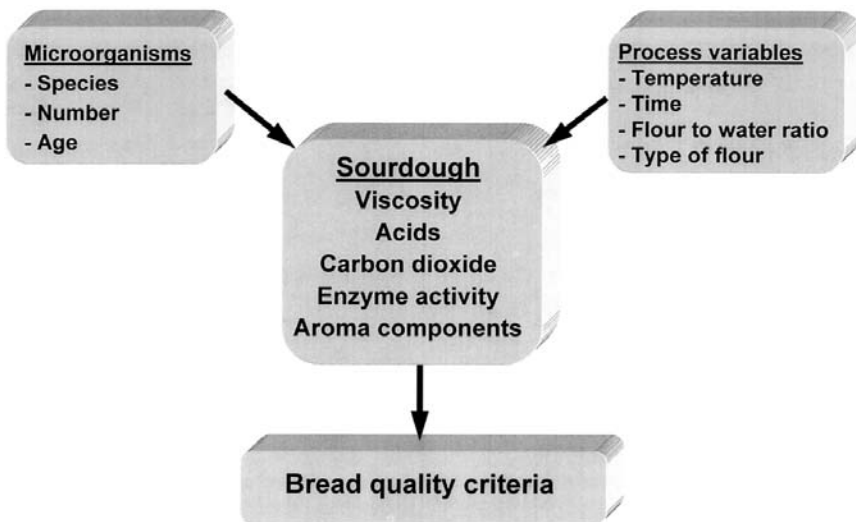 Microorganisms
- Species
- Number
- Age
Process variables
- Temperature
- Time
- Flour to water ratio
- Type of flour
Sourdough
Viscosity
Acids
Carbon dioxide
Enzyme activity
Aroma components
Bread quality criteria